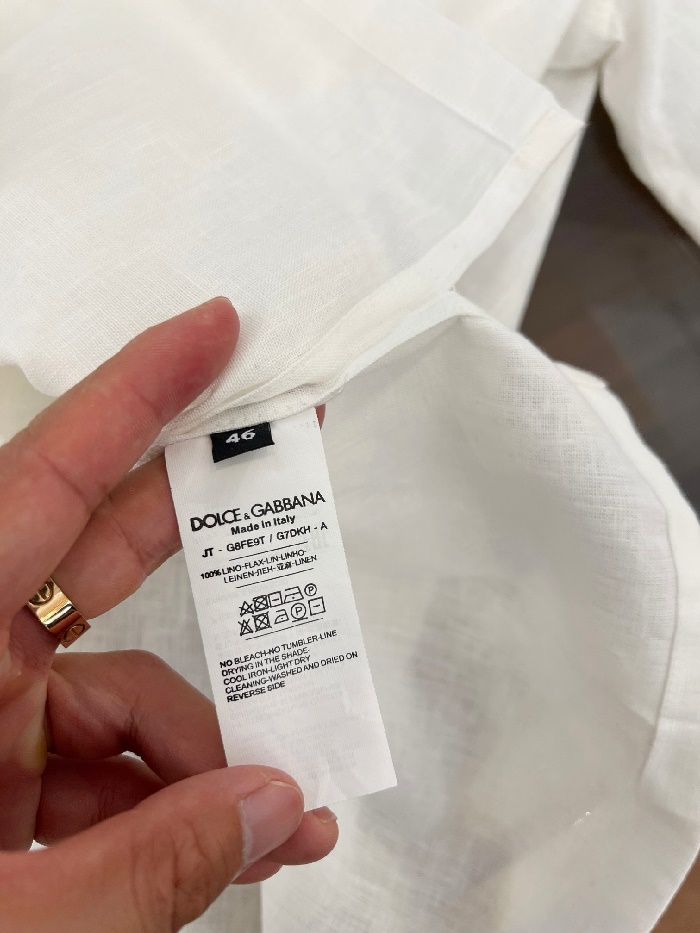 46
DOLCE & GABBANA
Made in Italy
JT - G8FE9T / G7DKH - A
100% LINO-FLAX-LIN-LINHO-
LEINEN-ЛЕН-亚麻-LINEN
P
P
NO BLEACH-NO TUMBLER-LINE
DRYING IN THE SHADE.
COOL IRON-LIGHT DRY
CLEANING-WASHED AND DRIED ON
REVERSE SIDE